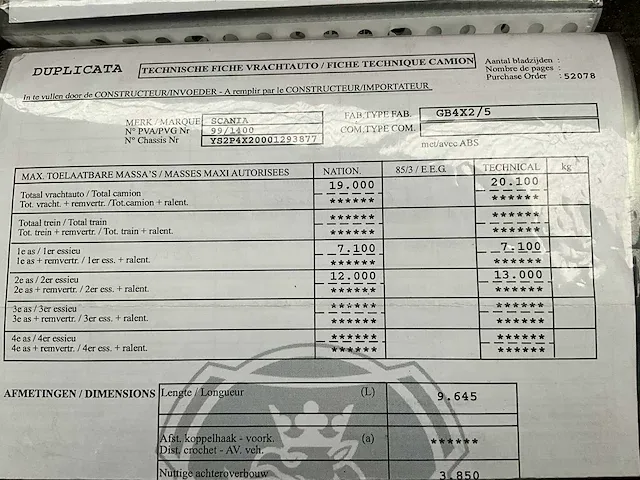 DUPLICATA
TECHNISCHE FICHE VRACHTAUTO / FICHE TECHNIQUE CAMION
Aantal bladzijden :
Nombre de pages :
Purchase Order : 52078
In te vullen door de CONSTRUCTEUR/INVOEDER - A remplir par le CONSTRUCTEUR/IMPORTATEUR
MERK / MARQUE SCANIA
N° PVA/PVG Nr 99/1400
N° Chassis Nr YS2P4X20001293877
FAB.TYPE FAB. GB4X2/5
COM.TYPE COM.
met/avec ABS
MAX. TOELAATBARE MASSA'S / MASSES MAXI AUTORISEES NATION. 85/3 / E.E.G. TECHNICAL kg
Totaal vrachtauto / Total camion 19.000 20.100
Tot. vracht. + remvertr. /Tot.camion + ralent. ****** ******
Totaal trein / Total train ****** ******
Tot. trein + remvertr. / Tot. train + ralent. ****** ******
1e as / 1er essieu 7.100 7.100
1e as + remvertr. / 1er ess. + ralent. ****** ******
2e as / 2er essieu 12.000 13.000
2e as + remvertr. / 2er ess. + ralent. ****** ******
3e as / 3er essieu ****** ******
3e as + remvertr. / 3er ess. + ralent. ****** ******
4e as / 4er essieu ****** ******
4e as + remvertr. / 4er ess. + ralent. ****** ******
AFMETINGEN / DIMENSIONS Lengte / Longueur (L) 9.645
Afst. koppelhaak - voork. (a) ******
Dist. crochet - AV. veh.
Nuttige achteroverbouw 3.850